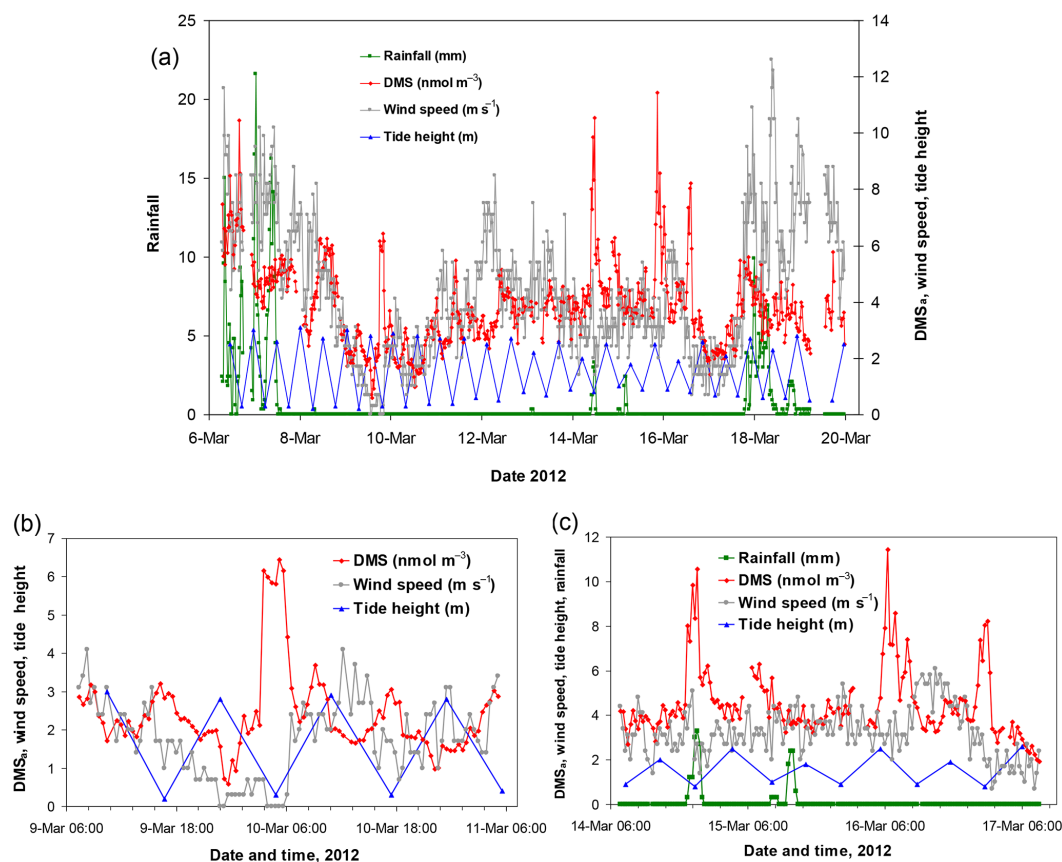 (a)
Rainfall (mm)
DMS (nmol m⁻³)
Wind speed (m s⁻¹)
Tide height (m)
25
20
15
10
5
0
Rainfall
14
12
10
8
6
4
2
0
DMSₐ, wind speed, tide height
6-Mar 8-Mar 10-Mar 12-Mar 14-Mar 16-Mar 18-Mar 20-Mar
Date 2012
(b)
DMS (nmol m⁻³)
Wind speed (m s⁻¹)
Tide height (m)
7
6
5
4
3
2
1
0
DMSₐ, wind speed, tide height
9-Mar 06:00 9-Mar 18:00 10-Mar 06:00 10-Mar 18:00 11-Mar 06:00
Date and time, 2012
(c)
Rainfall (mm)
DMS (nmol m⁻³)
Wind speed (m s⁻¹)
Tide height (m)
12
10
8
6
4
2
0
DMSₐ, wind speed, tide height, rainfall
14-Mar 06:00 15-Mar 06:00 16-Mar 06:00 17-Mar 06:00
Date and time, 2012